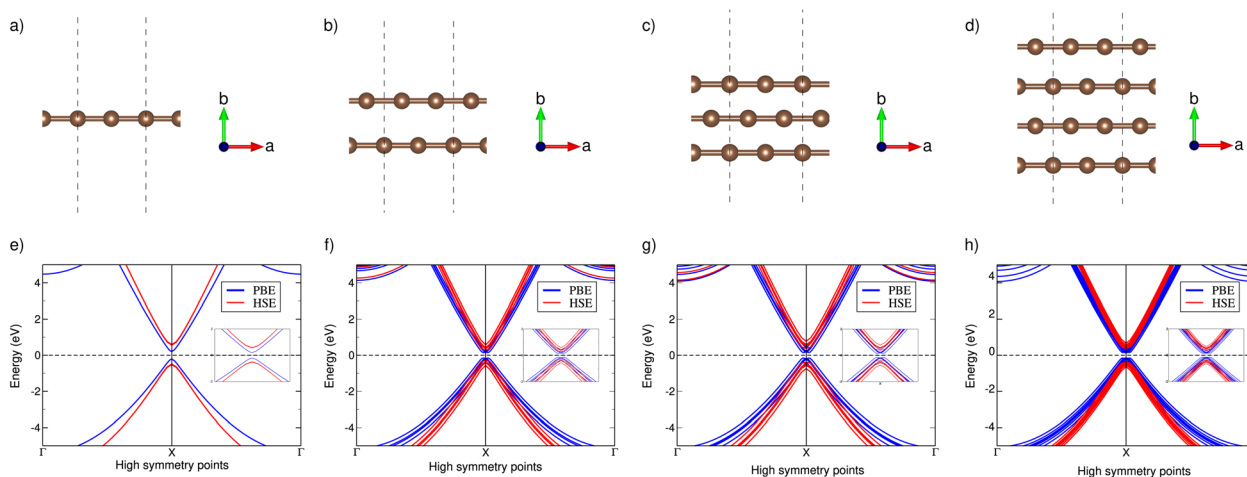 a)
b)
c)
d)
b
a
b
a
b
a
b
a
e)
f)
g)
h)
Energy (eV)
4
2
0
-2
-4
PBE
HSE
Γ
X
Γ
High symmetry points
Energy (eV)
4
2
0
-2
-4
PBE
HSE
Γ
X
Γ
High symmetry points
Energy (eV)
4
2
0
-2
-4
PBE
HSE
Γ
X
Γ
High symmetry points
Energy (eV)
4
2
0
-2
-4
PBE
HSE
Γ
X
Γ
High symmetry points